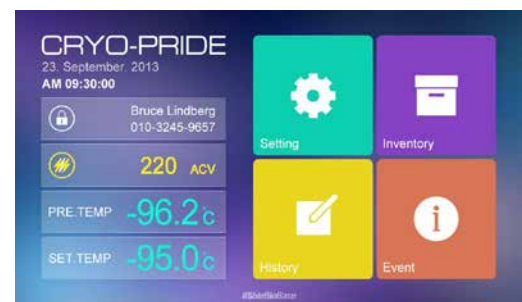 CRYO-PRIDE
23. September. 2013
AM 09:30:00
Bruce Lindberg
010-3245-9657
220 ACV
PRE.TEMP -96.2℃
SET.TEMP -95.0℃
Setting
Inventory
History
Event